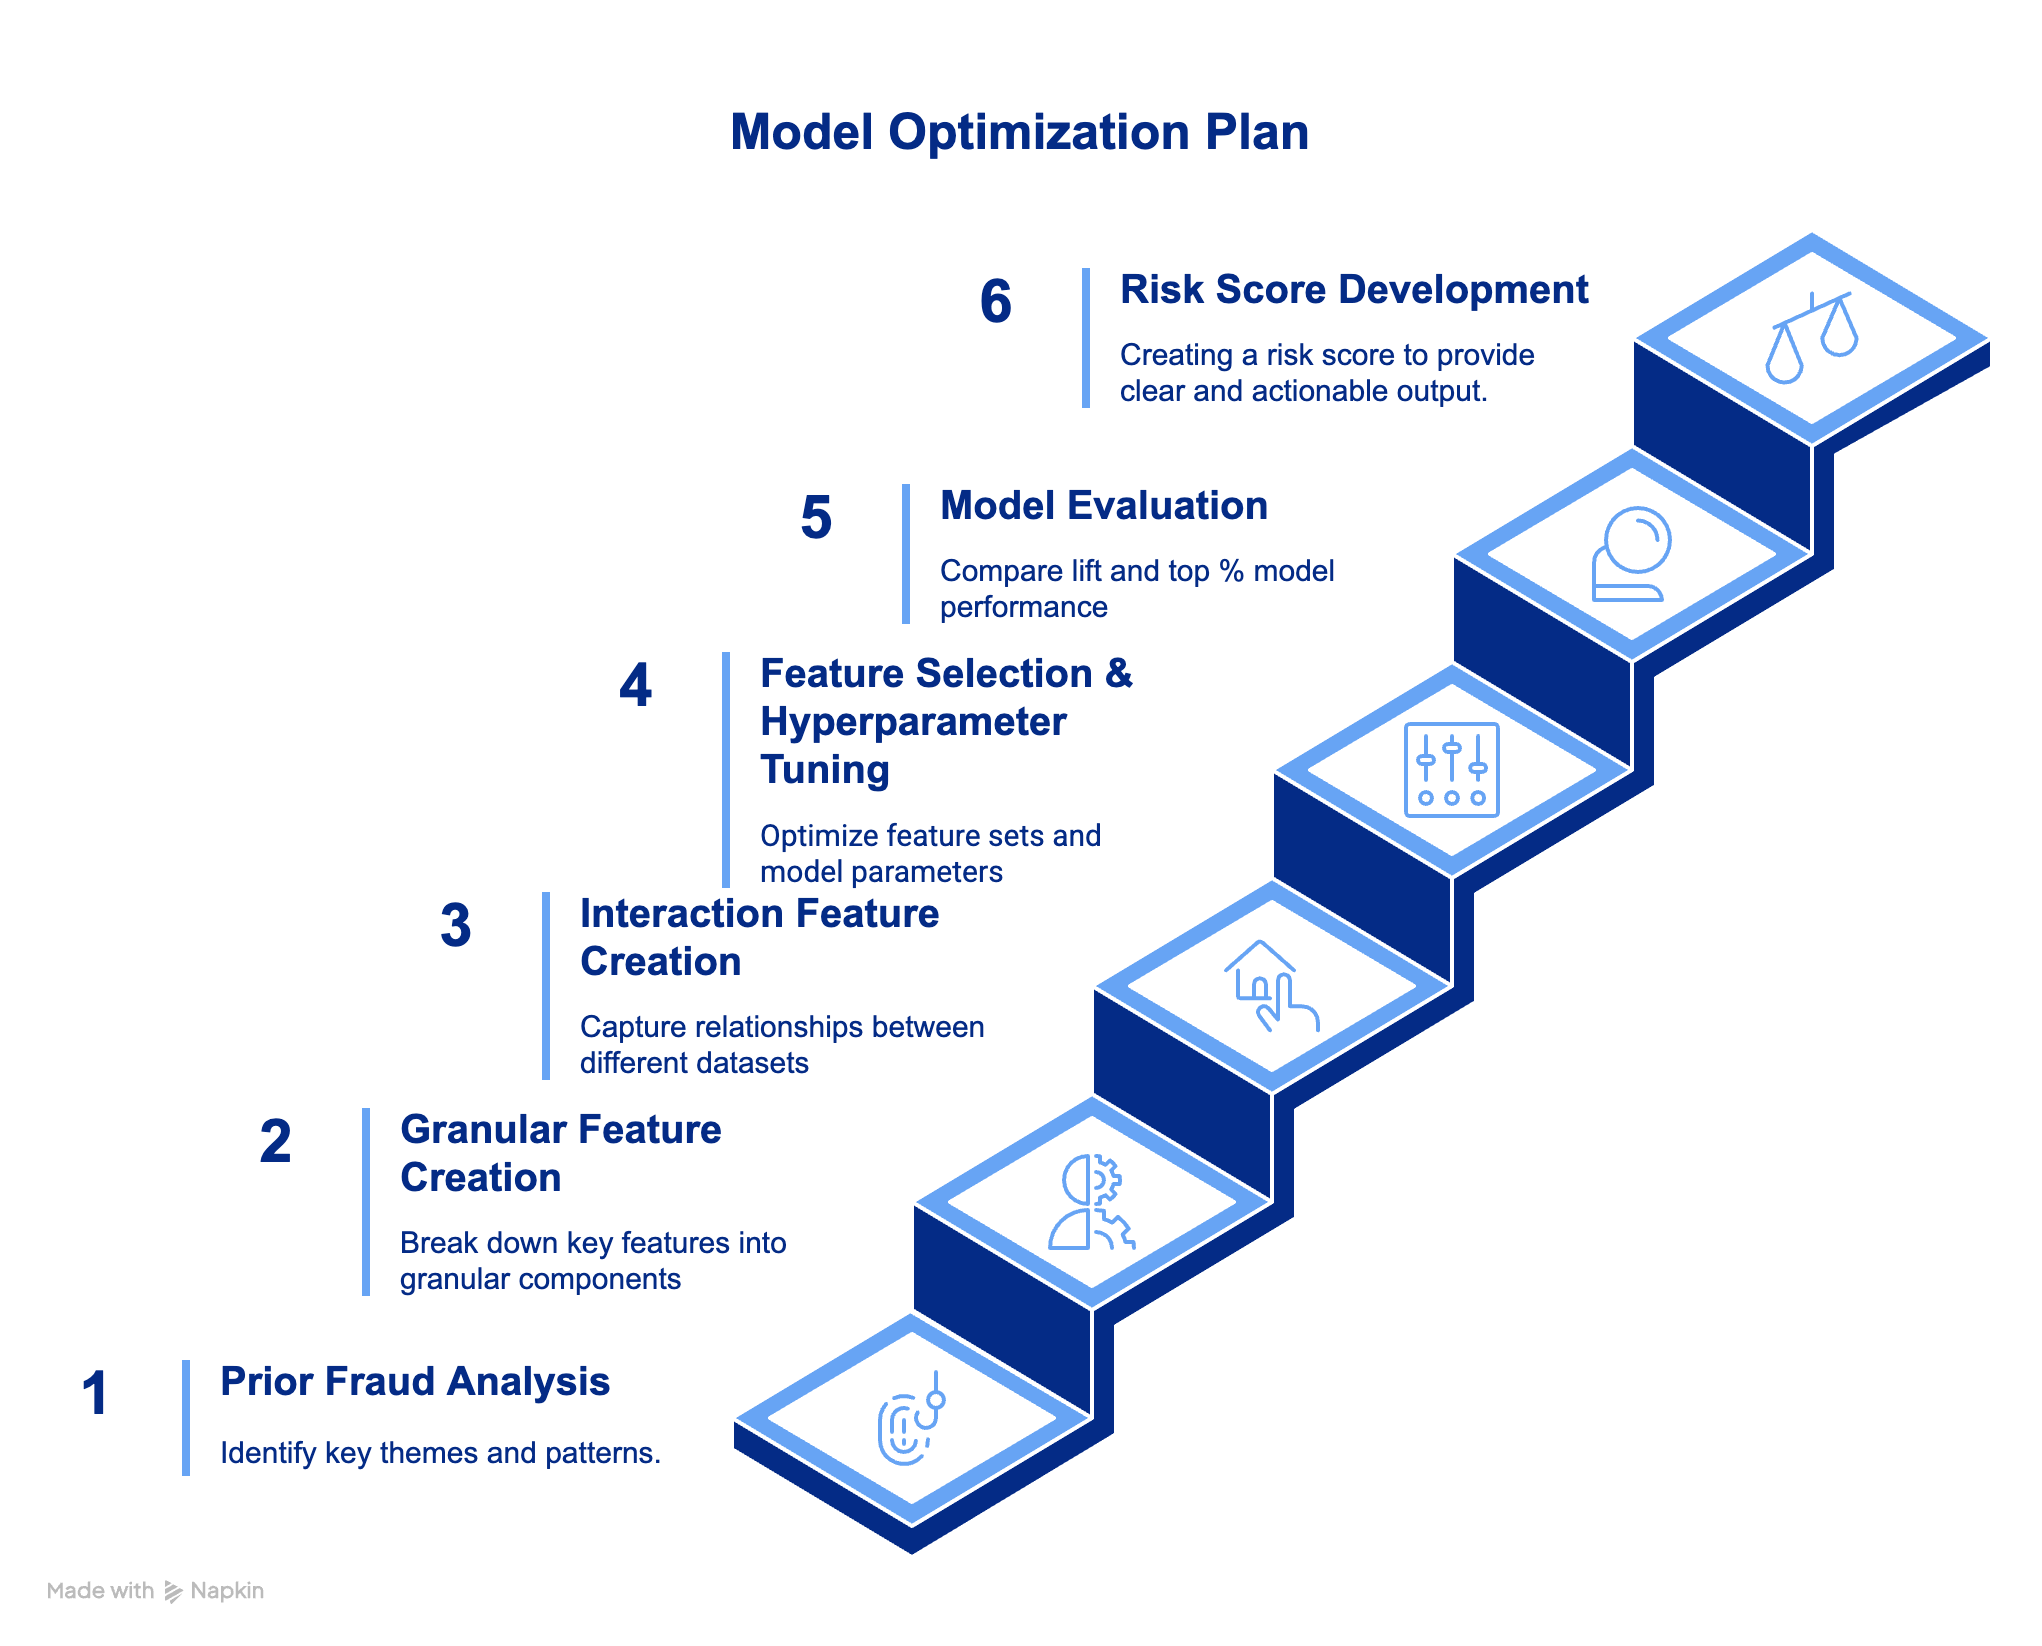 Model Optimization Plan
6
Risk Score Development
Creating a risk score to provide
clear and actionable output.
5
Model Evaluation
Compare lift and top % model
performance
4
Feature Selection &
Hyperparameter
Tuning
Optimize feature sets and
model parameters
3
Interaction Feature
Creation
Capture relationships between
different datasets
2
Granular Feature
Creation
Break down key features into
granular components
1
Prior Fraud Analysis
Identify key themes and patterns.
Made with Napkin